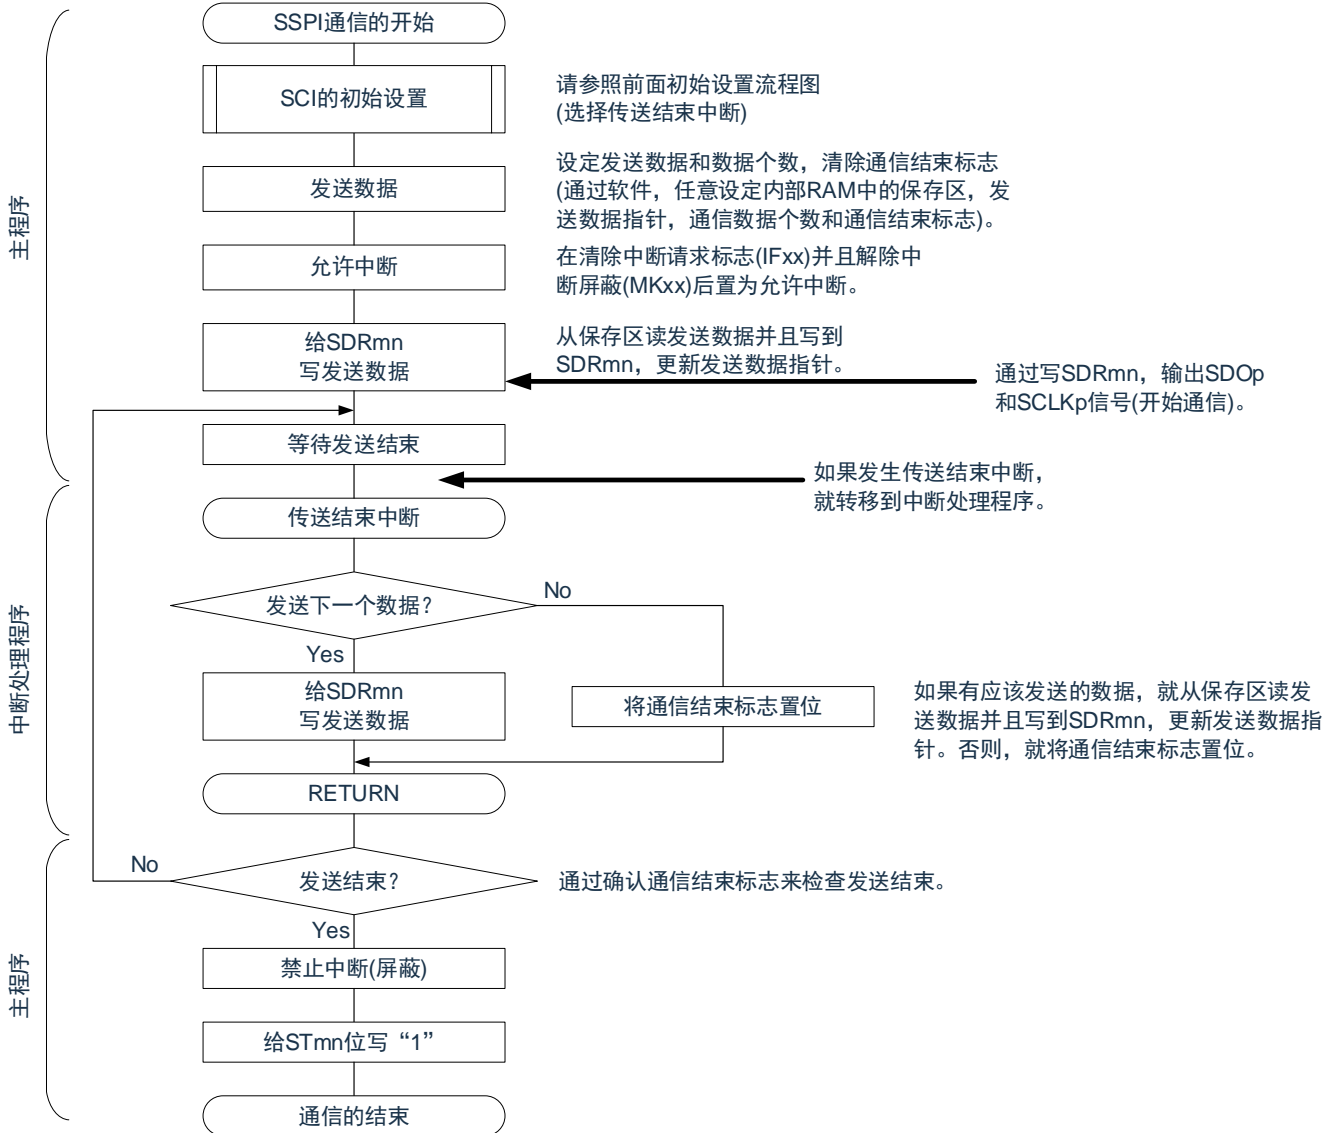 SSPI通信的开始
SCI的初始设置
请参照前面初始设置流程图
(选择传送结束中断)
发送数据
设定发送数据和数据个数，清除通信结束标志
(通过软件，任意设定内部RAM中的保存区，发
送数据指针，通信数据个数和通信结束标志)。
主程序
允许中断
在清除中断请求标志(IFxx)并且解除中
断屏蔽(MKxx)后置为允许中断。
给SDRmn
写发送数据
从保存区读发送数据并且写到
SDRmn，更新发送数据指针。
通过写SDRmn，输出SDOp
和SCLKp信号(开始通信)。
等待发送结束
如果发生传送结束中断，
就转移到中断处理程序。
传送结束中断
发送下一个数据？
No
Yes
中断处理程序
给SDRmn
写发送数据
将通信结束标志置位
如果有应该发送的数据，就从保存区读发
送数据并且写到SDRmn，更新发送数据指
针。否则，就将通信结束标志置位。
RETURN
No
发送结束？
通过确认通信结束标志来检查发送结束。
Yes
主程序
禁止中断(屏蔽)
给STmn位写“1”
通信的结束